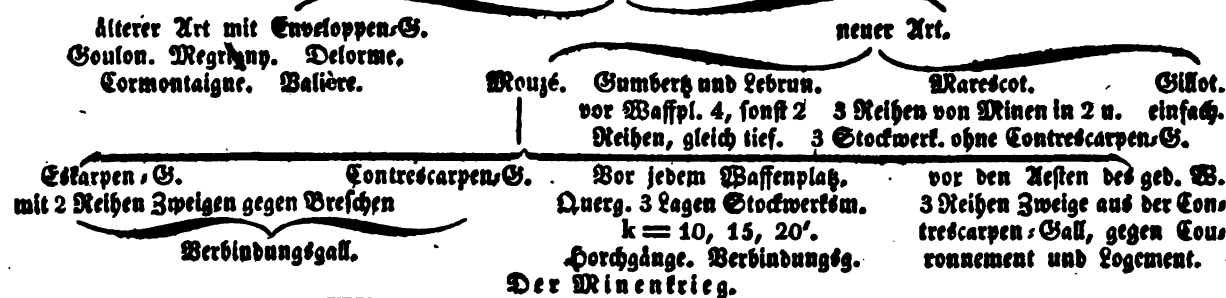 älterer Art mit Enveloppen-G.
neuer Art.
Goulon. Megrigny. Delorme.
Cormontaigne. Valière.
Mouzé. Gumbertz und Lebrun. Marescot. Gillot.
vor Waffpl. 4, sonst 2 3 Reihen von Minen in 2 u. einfach.
Reihen, gleich tief. 3 Stockwerk. ohne Contrescarpen-G.
Eskarpen-G. Contrescarpen-G. Vor jedem Waffenplatz. vor den Aesten des ged. W.
mit 2 Reihen Zweigen gegen Breschen Querg. 3 Lagen Stockwerksm. 3 Reihen Zweige aus der Con-
k = 10, 15, 20'. trescarpen-Gall. gegen Cou-
Verbindungsgall. Horchgänge. Verbindungsg. ronnement und Logement.
Der Minenkrieg.